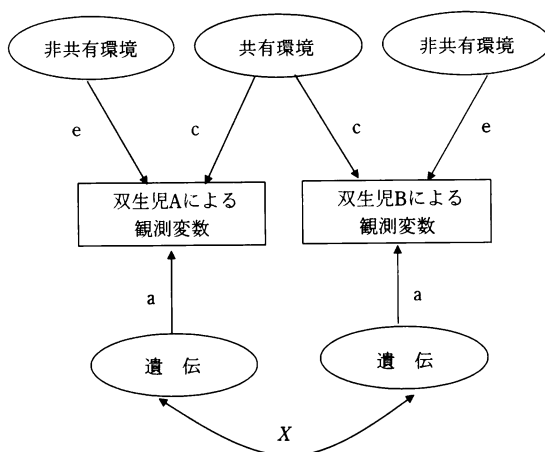 非共有環境
共有環境
非共有環境
e
c
c
e
双生児Aによる
観測変数
双生児Bによる
観測変数
a
a
遺 伝
遺 伝
X